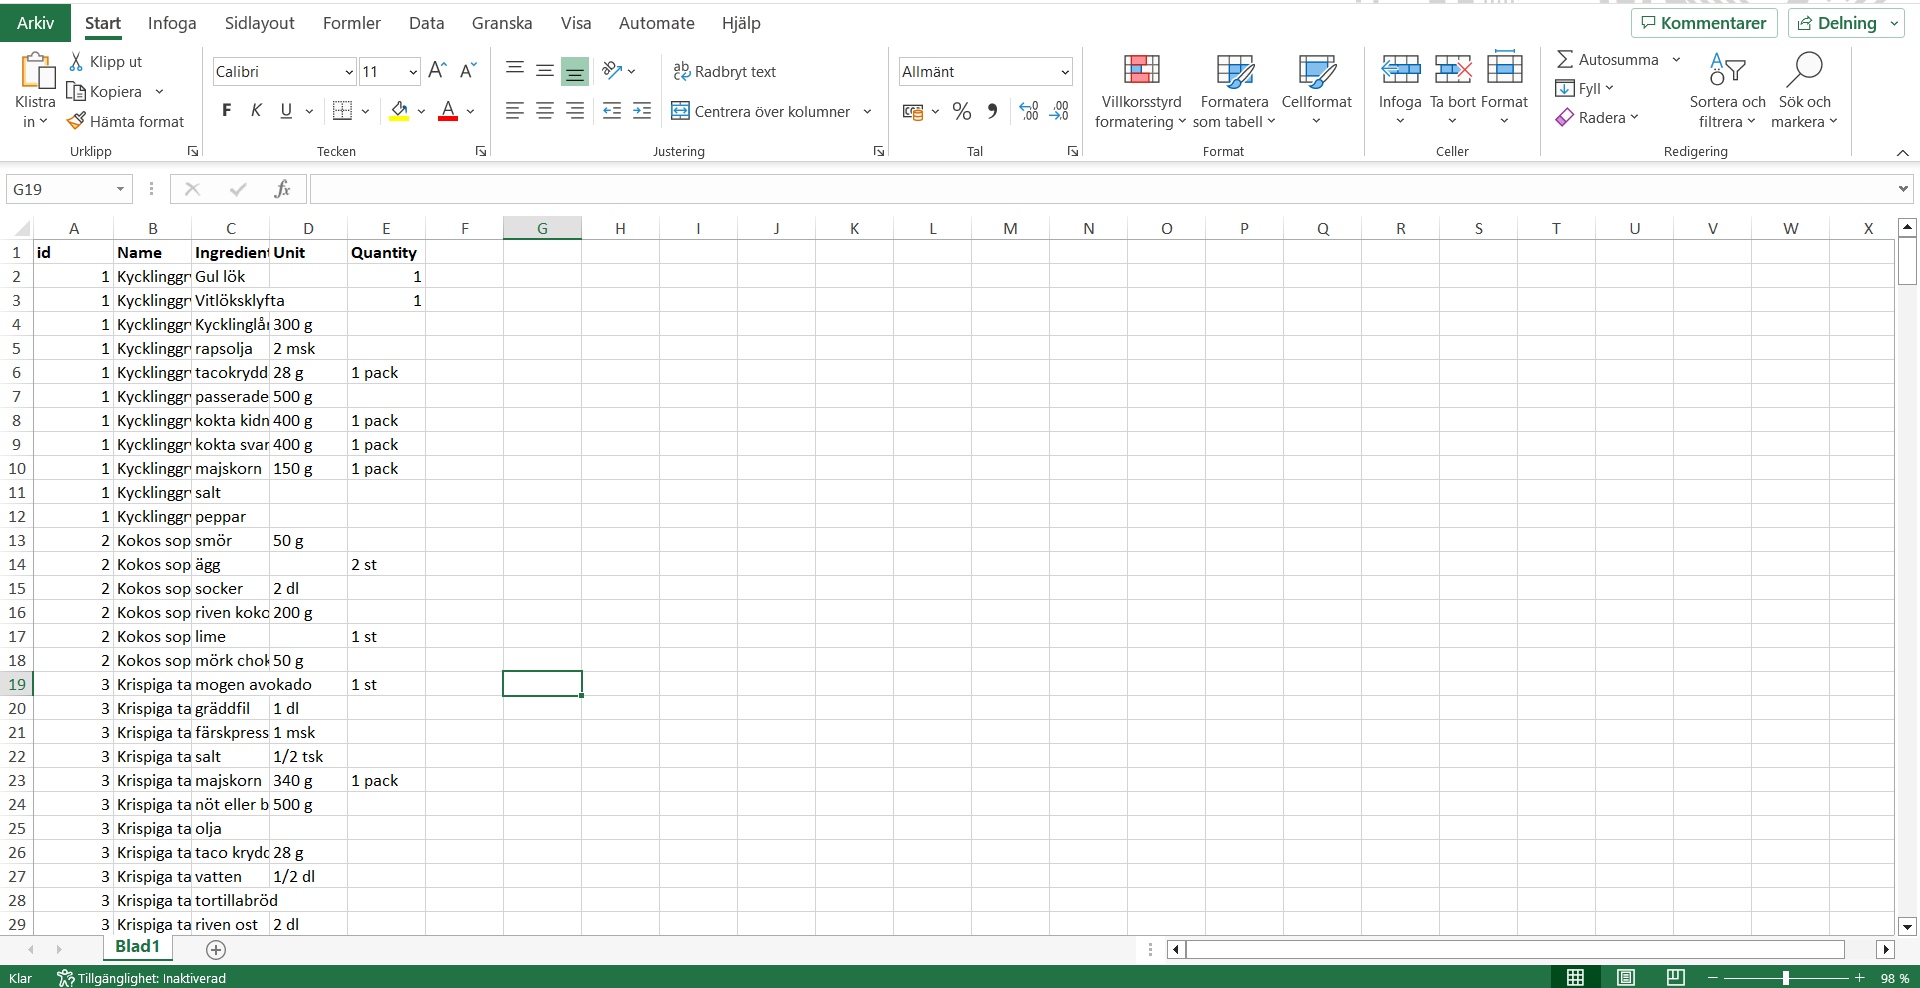 Arkiv Start Infoga Sidlayout Formler Data Granska Visa Automate Hjälp Kommentarer Delning
Klistra in
Klipp ut
Kopiera
Hämta format
Urklipp
Calibri 11
F K U A
Tecken
Radbryt text
Centrera över kolumner
Justering
Allmänt
%
Tal
Villkorsstyrd formatering
Formatera som tabell
Cellformat
Format
Infoga Ta bort Format
Celler
Autosumma
Fyll
Radera
Sortera och filtrera
Sök och markera
Redigering
G19 fx
A B C D E F G H I J K L M N O P Q R S T U V W X
1 id Name Ingredient Unit Quantity
2 1 Kycklinggr Gul lök 1
3 1 Kycklinggr Vitlöksklyfta 1
4 1 Kycklinggr Kycklinglår 300 g
5 1 Kycklinggr rapsolja 2 msk
6 1 Kycklinggr tacokrydd 28 g 1 pack
7 1 Kycklinggr passerade 500 g
8 1 Kycklinggr kokta kidn 400 g 1 pack
9 1 Kycklinggr kokta svar 400 g 1 pack
10 1 Kycklinggr majskorn 150 g 1 pack
11 1 Kycklinggr salt
12 1 Kycklinggr peppar
13 2 Kokos sop smör 50 g
14 2 Kokos sop ägg 2 st
15 2 Kokos sop socker 2 dl
16 2 Kokos sop riven koko 200 g
17 2 Kokos sop lime 1 st
18 2 Kokos sop mörk chok 50 g
19 3 Krispiga ta mogen avokado 1 st
20 3 Krispiga ta gräddfil 1 dl
21 3 Krispiga ta färskpress 1 msk
22 3 Krispiga ta salt 1/2 tsk
23 3 Krispiga ta majskorn 340 g 1 pack
24 3 Krispiga ta nöt eller b 500 g
25 3 Krispiga ta olja
26 3 Krispiga ta taco krydd 28 g
27 3 Krispiga ta vatten 1/2 dl
28 3 Krispiga ta tortillabröd
29 3 Krispiga ta riven ost 2 dl
Blad1
Klar Tillgänglighet: Inaktiverad 98 %